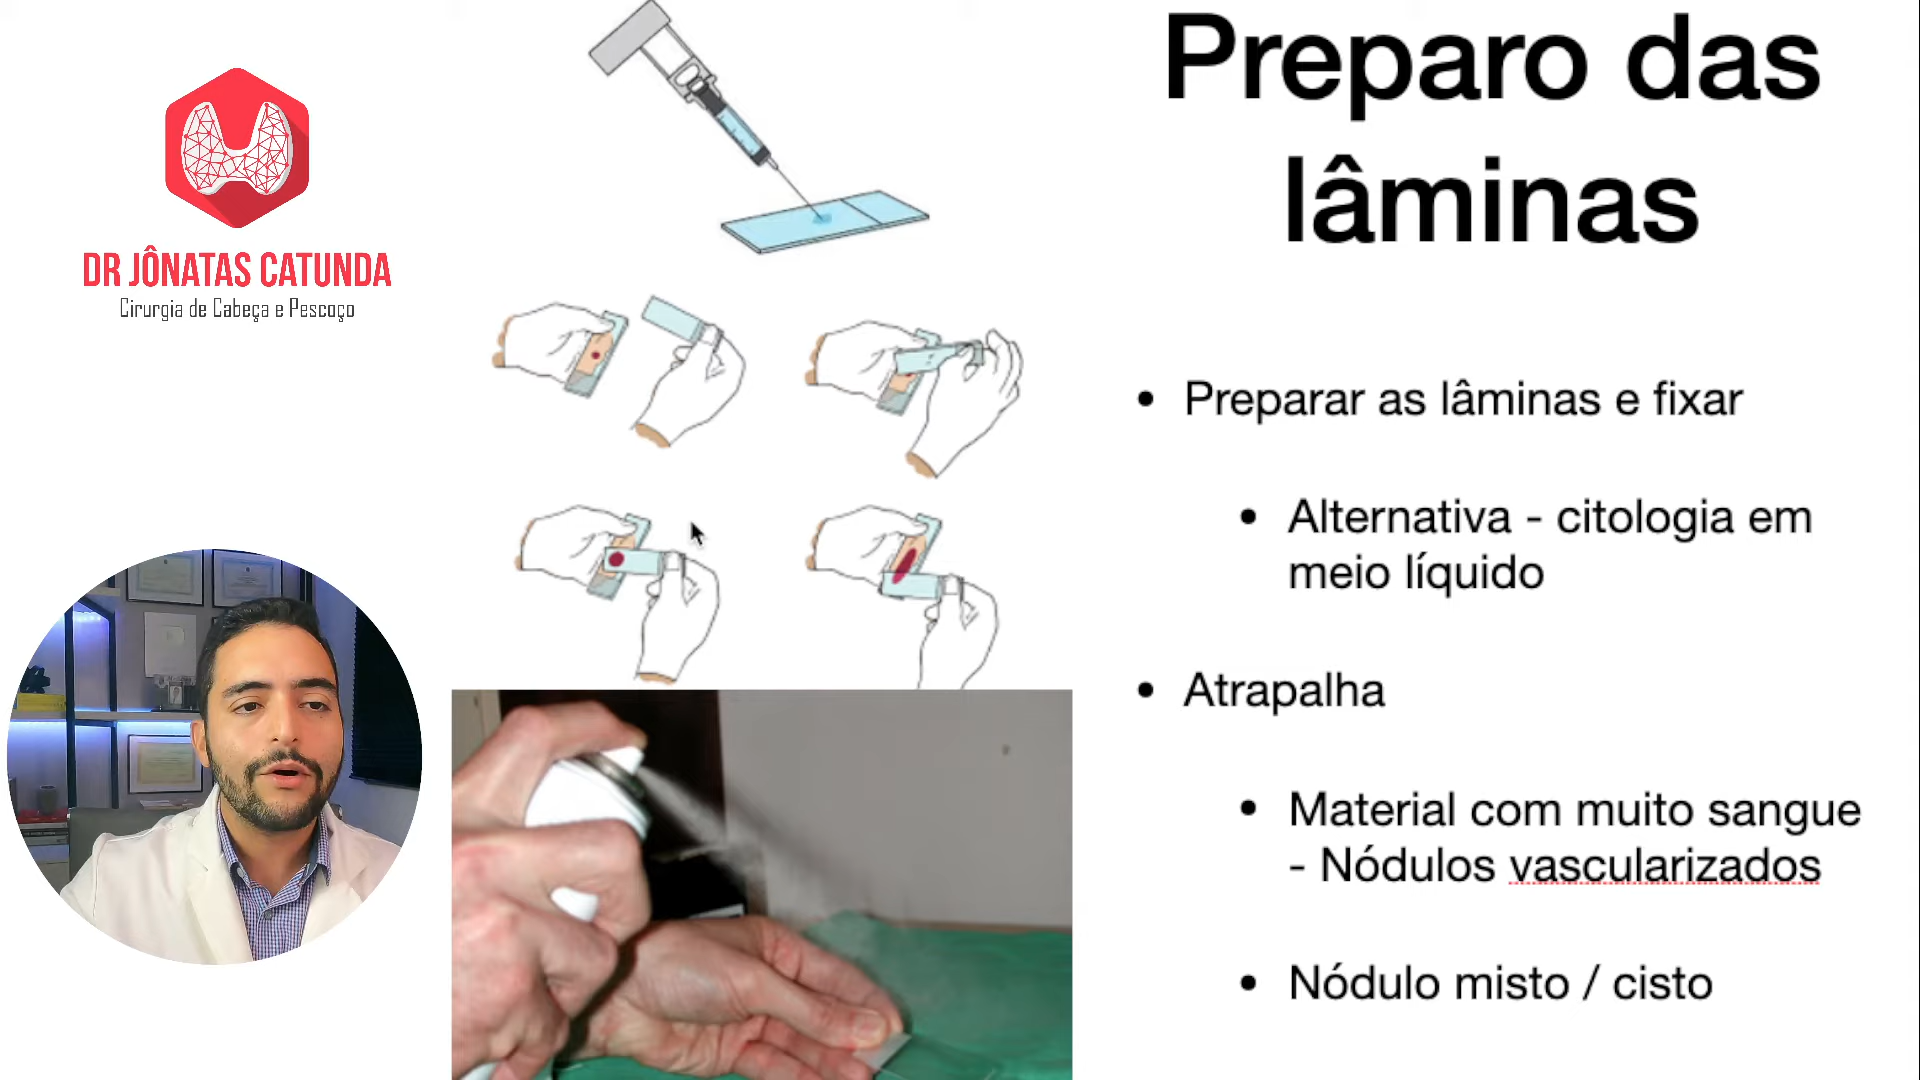 DR JÔNATAS CATUNDA
Cirurgia de Cabeça e Pescoço
Preparo das
lâminas
• Preparar as lâminas e fixar
• Alternativa - citologia em
meio líquido
• Atrapalha
• Material com muito sangue
- Nódulos vascularizados
• Nódulo misto / cisto